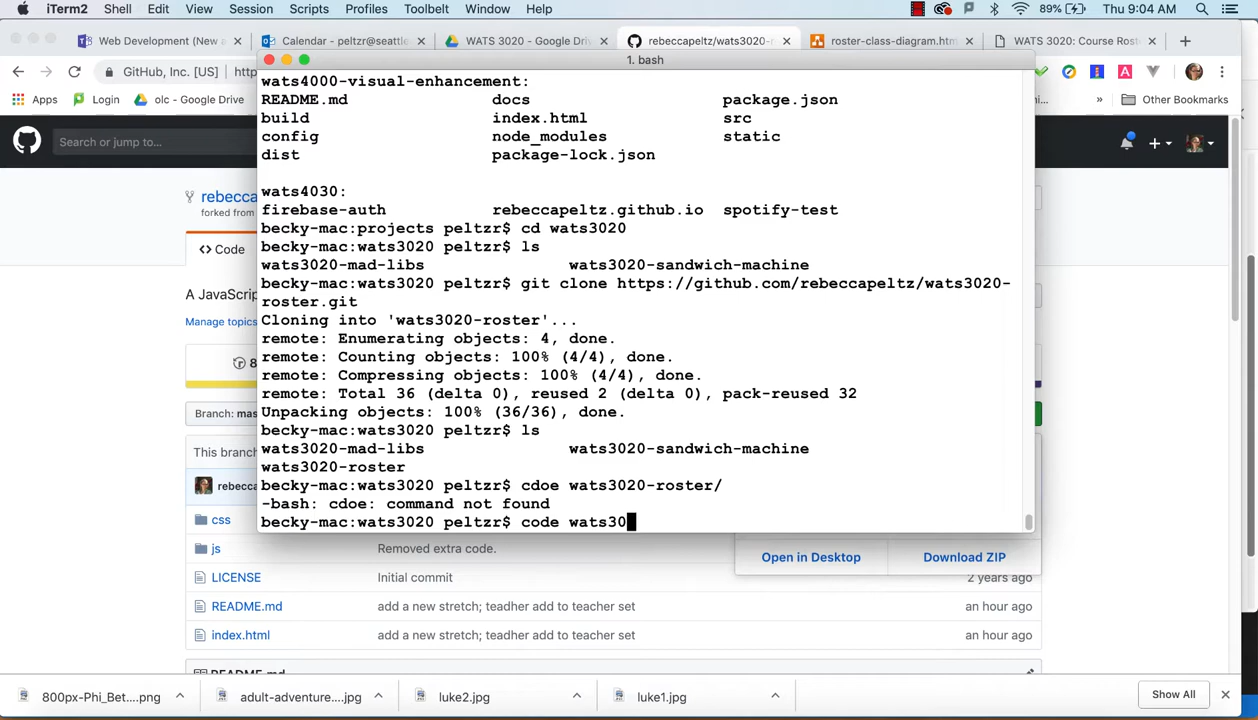 iTerm2 Shell Edit View Session Scripts Profiles Toolbelt Window Help 89% Thu 9:04 AM
Web Development (New a
Calendar - peltzr@seattle
WATS 3020 - Google Driv
rebeccapeltz/wats3020-r
roster-class-diagram.htm
WATS 3020: Course Rost
GitHub, Inc. [US]
http
1. bash
Apps
Login
olc - Google Drive
Other Bookmarks
Search or jump to...
wats4000-visual-enhancement:
README.md docs package.json
build index.html src
config node_modules static
dist package-lock.json
wats4030:
firebase-auth rebeccapeltz.github.io spotify-test
becky-mac:projects peltzr$ cd wats3020
becky-mac:wats3020 peltzr$ ls
wats3020-mad-libs wats3020-sandwich-machine
becky-mac:wats3020 peltzr$ git clone https://github.com/rebeccapeltz/wats3020-
roster.git
Cloning into 'wats3020-roster'...
remote: Enumerating objects: 4, done.
remote: Counting objects: 100% (4/4), done.
remote: Compressing objects: 100% (4/4), done.
remote: Total 36 (delta 0), reused 2 (delta 0), pack-reused 32
Unpacking objects: 100% (36/36), done.
becky-mac:wats3020 peltzr$ ls
wats3020-mad-libs wats3020-sandwich-machine
wats3020-roster
becky-mac:wats3020 peltzr$ cdoe wats3020-roster/
-bash: cdoe: command not found
becky-mac:wats3020 peltzr$ code wats30
rebecca
forked from
<> Code
A JavaScrip
Manage topics
8
Branch: mas
This branch
rebecca
css
js Removed extra code.
Open in Desktop Download ZIP
LICENSE Initial commit 2 years ago
README.md add a new stretch; teadher add to teacher set an hour ago
index.html add a new stretch; teadher add to teacher set an hour ago
README.md
800px-Phi_Bet....png
adult-adventure....jpg
luke2.jpg
luke1.jpg
Show All